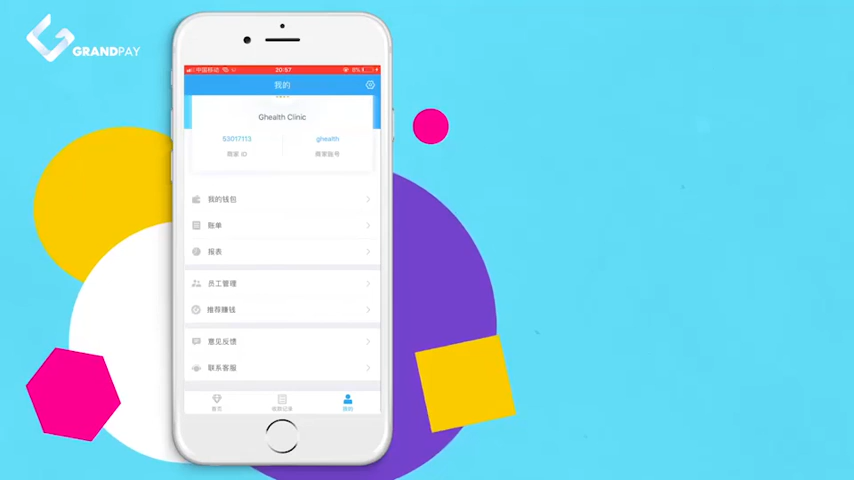 GRANDPAY
中国移动
20:57
我的
Ghealth Clinic
63017113
ghealth
商家 ID
商家账号
我的钱包
账单
报表
员工管理
推荐赚钱
意见反馈
联系客服
首页
我的